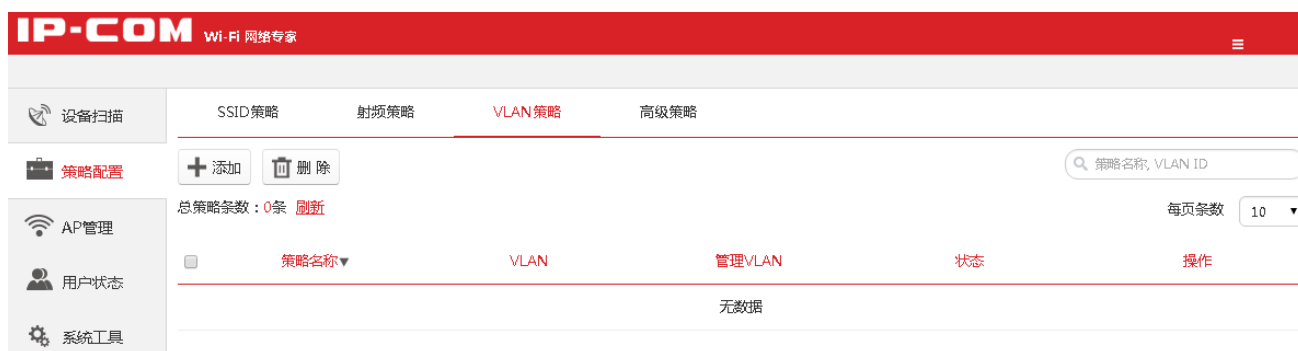 IP-COM Wi-Fi 网络专家
设备扫描
策略配置
AP管理
用户状态
系统工具
SSID策略 射频策略 VLAN策略 高级策略
添加 删 除 策略名称, VLAN ID
总策略条数：0条 刷新 每页条数 10
策略名称▼ VLAN 管理VLAN 状态 操作
无数据